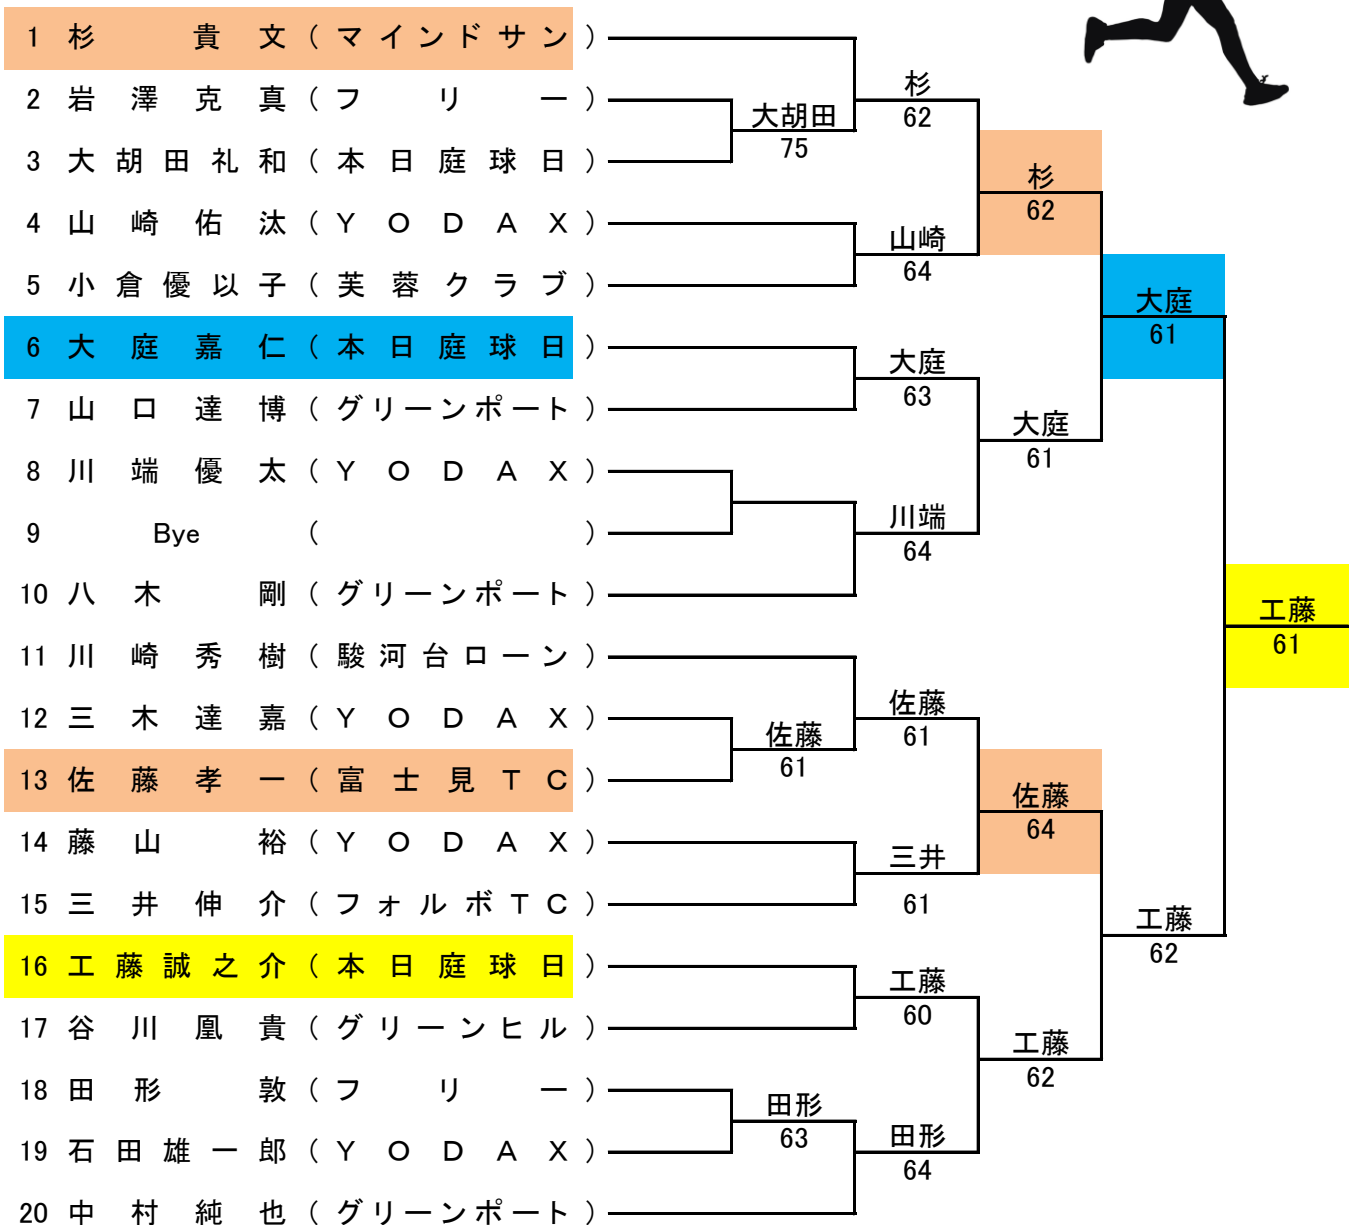 1 杉 貴文(マインドサン)
杉
2 岩澤克真(フリー)
62
大胡田
75
3 大胡田礼和(本日庭球日)
杉
62
4 山崎佑汰(YODAX)
山崎
64
5 小倉優以子(芙蓉クラブ)
大庭
61
6 大庭嘉仁(本日庭球日)
大庭
63
7 山口達博(グリーンポート)
大庭
61
8 川端優太(YODAX)
川端
64
9 Bye ( )
10 八木 剛(グリーンポート)
工藤
61
11 川崎秀樹(駿河台ローン)
佐藤
61
12 三木達嘉(YODAX)
佐藤
61
13 佐藤孝一(富士見TC)
佐藤
64
14 藤山 裕(YODAX)
三井
61
15 三井伸介(フォルボTC)
工藤
62
16 工藤誠之介(本日庭球日)
工藤
60
17 谷川凰貴(グリーンヒル)
工藤
62
18 田形 敦(フリー)
田形
63
19 石田雄一郎(YODAX)
田形
64
20 中村純也(グリーンポート)